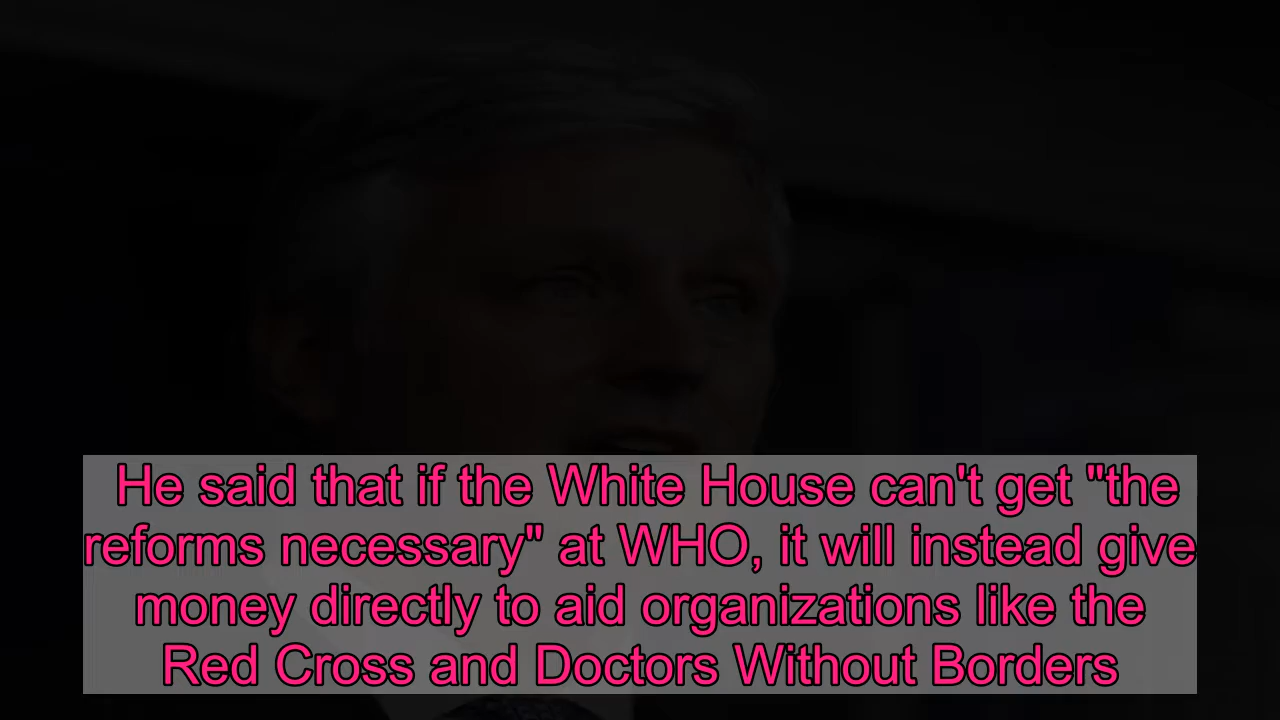 He said that if the White House can't get "the
reforms necessary" at WHO, it will instead give
money directly to aid organizations like the
Red Cross and Doctors Without Borders